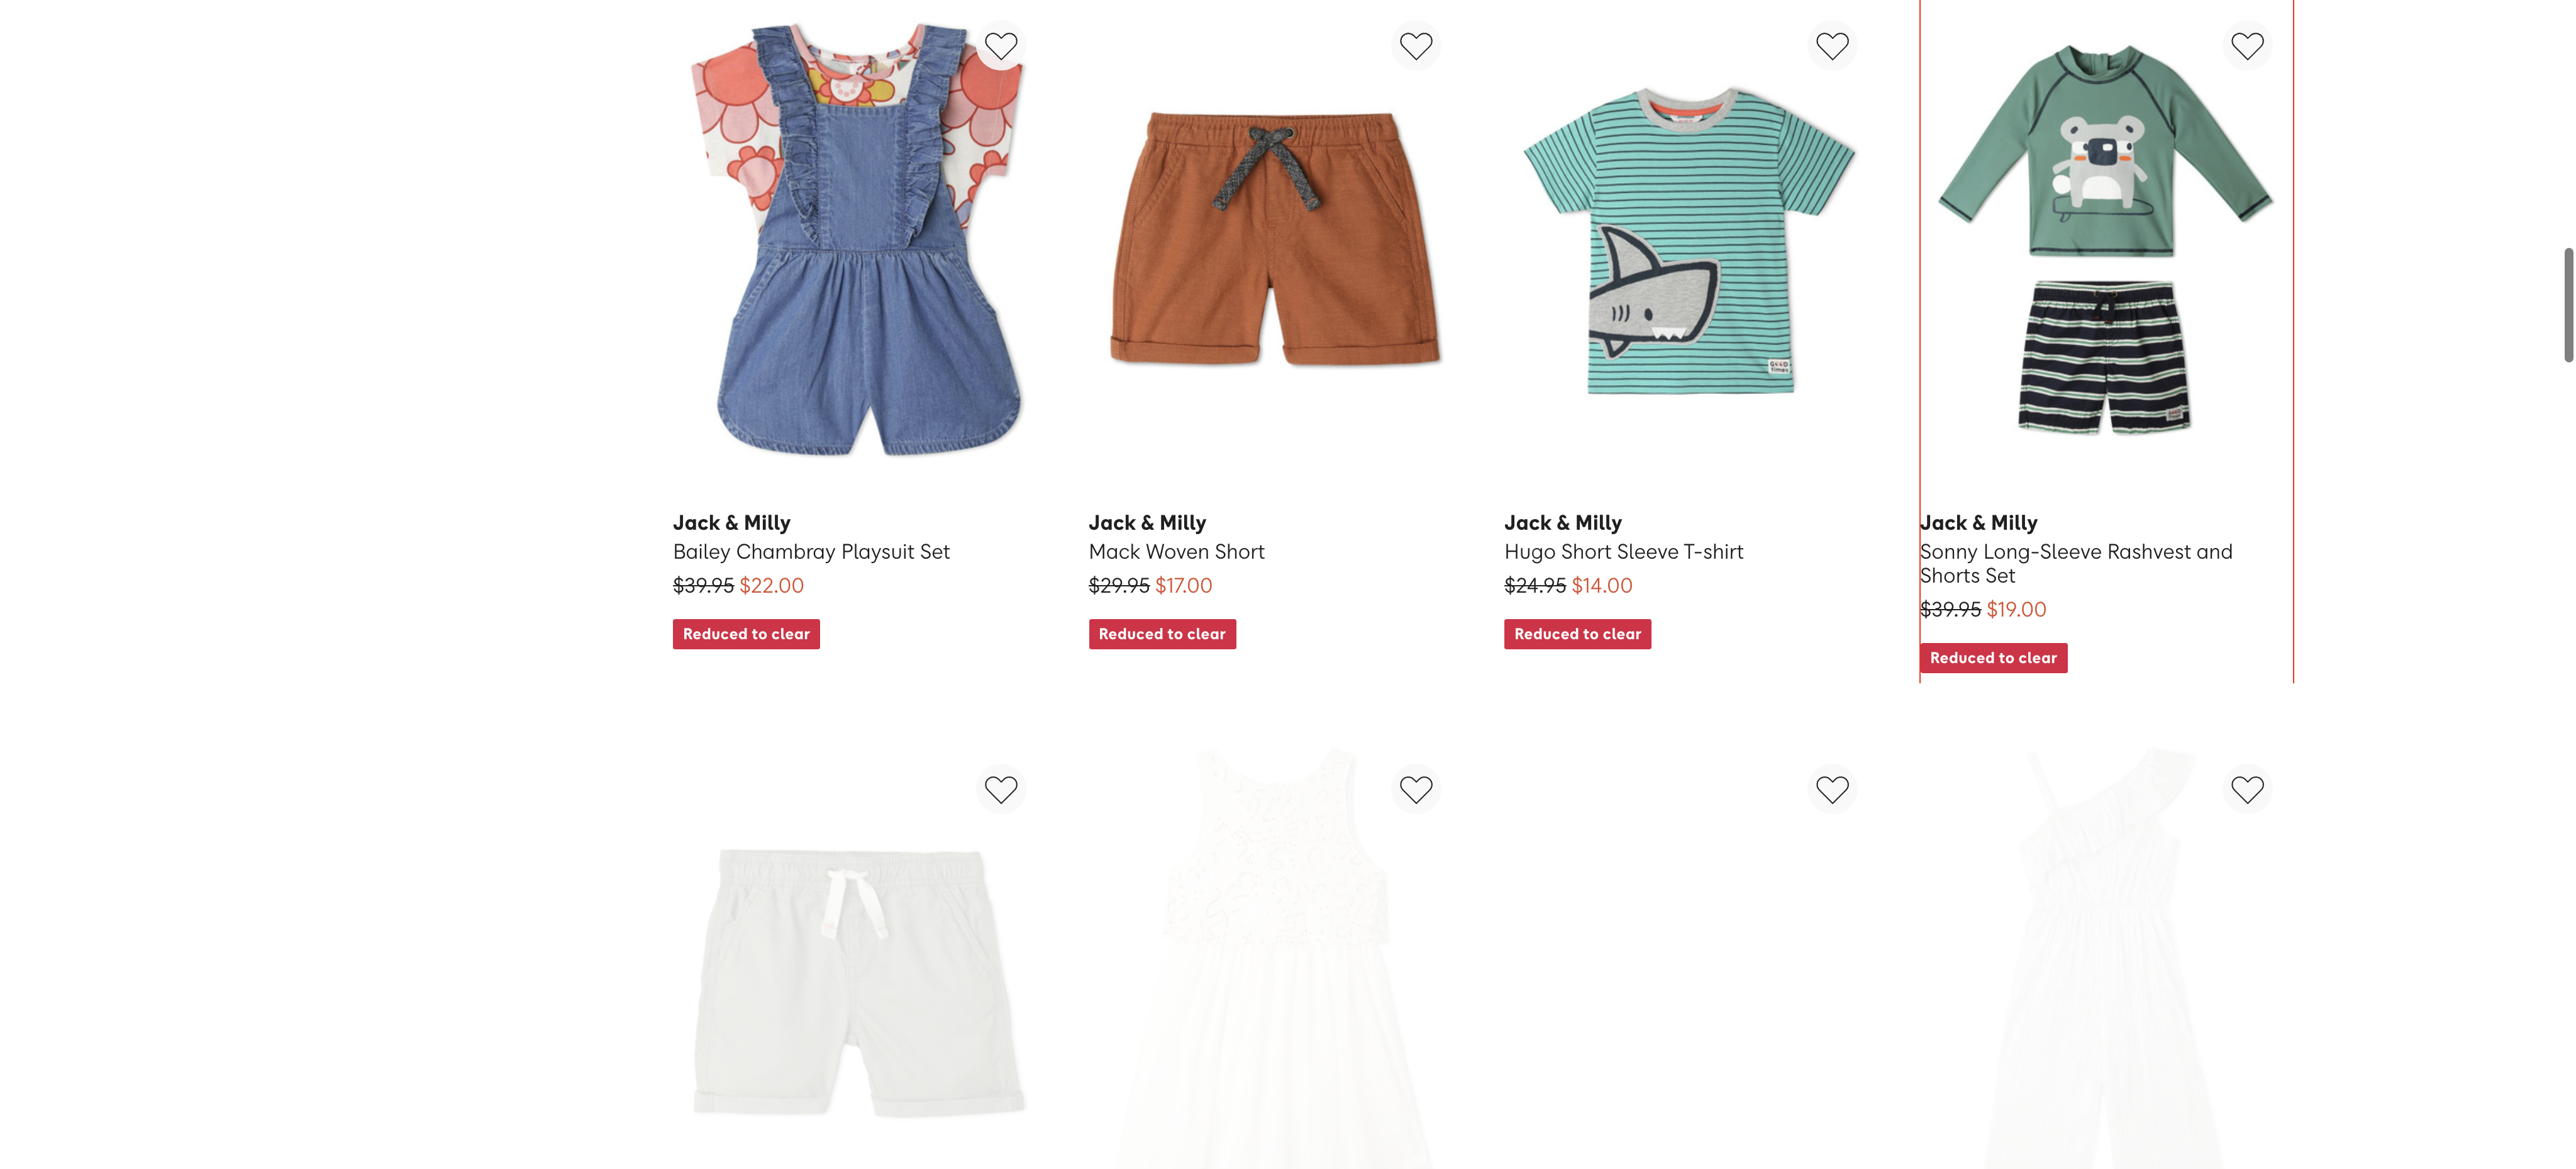 Jack & Milly
Bailey Chambray Playsuit Set
$39.95 $22.00
Reduced to clear
Jack & Milly
Mack Woven Short
$29.95 $17.00
Reduced to clear
GOOD
times
Jack & Milly
Hugo Short Sleeve T-shirt
$24.95 $14.00
Reduced to clear
Jack & Milly
Sonny Long-Sleeve Rashvest and
Shorts Set
$39.95 $19.00
Reduced to clear